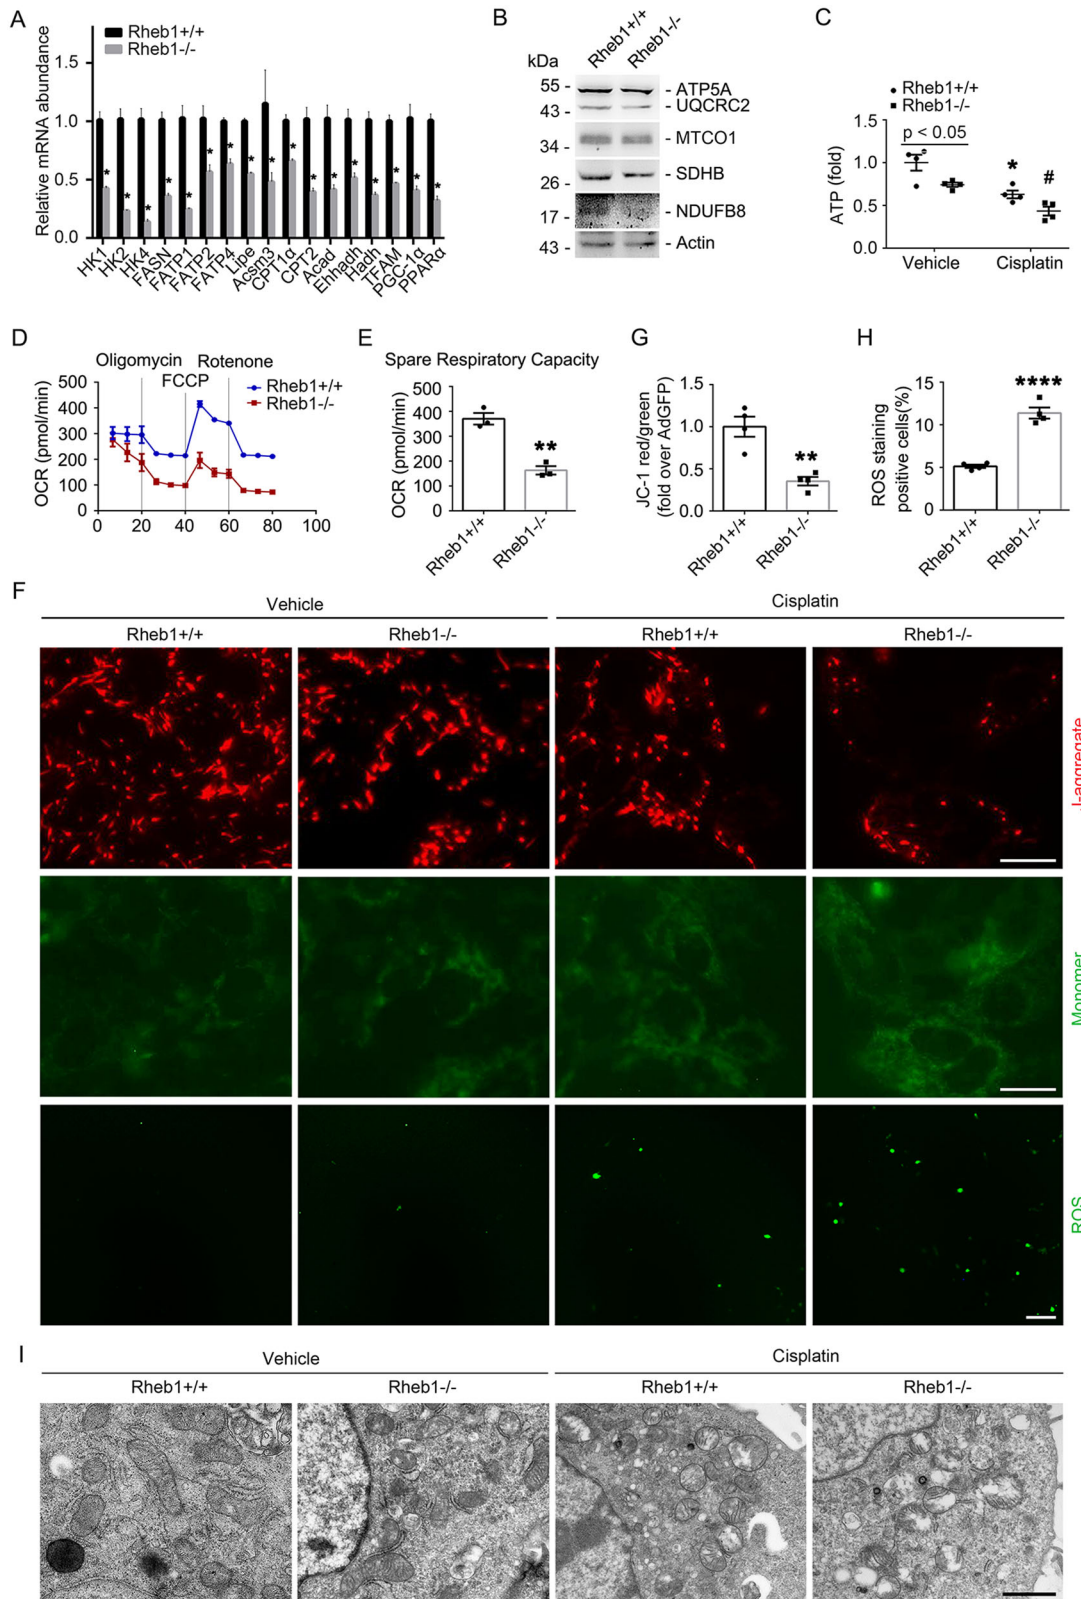 A
Rheb1+/+
Rheb1-/-
Relative mRNA abundance
1.5
1.0
0.5
0.0
HK1
HK2
HK4
FASN
FATP1
FATP2
FATP4
Lipe
Acsm3
CPT1α
CPT2
Acad
Ehhadh
Hadh
TFAM
PGC-1α
PPARα
* * * * * * * * * * * * * * * * *
B
Rheb1+/+
Rheb1-/-
kDa
55 - - ATP5A
43 - - UQCRC2
34 - - MTCO1
26 - - SDHB
17 - - NDUFB8
43 - - Actin
C
Rheb1+/+
Rheb1-/-
ATP (fold)
1.5
1.0
0.5
0.0
p < 0.05
*
#
Vehicle Cisplatin
D
Oligomycin
FCCP
Rotenone
Rheb1+/+
Rheb1-/-
OCR (pmol/min)
500
400
300
200
100
0
0 20 40 60 80 100
E
Spare Respiratory Capacity
OCR (pmol/min)
400
300
200
100
0
**
Rheb1+/+
Rheb1-/-
G
JC-1 red/green
(fold over AdGFP)
1.5
1.0
0.5
0.0
**
Rheb1+/+
Rheb1-/-
H
ROS staining
positive cells(%)
15
10
5
0
****
Rheb1+/+
Rheb1-/-
F
Vehicle Cisplatin
Rheb1+/+ Rheb1-/- Rheb1+/+ Rheb1-/-
J-aggregate
Monomer
ROS
I
Vehicle Cisplatin
Rheb1+/+ Rheb1-/- Rheb1+/+ Rheb1-/-